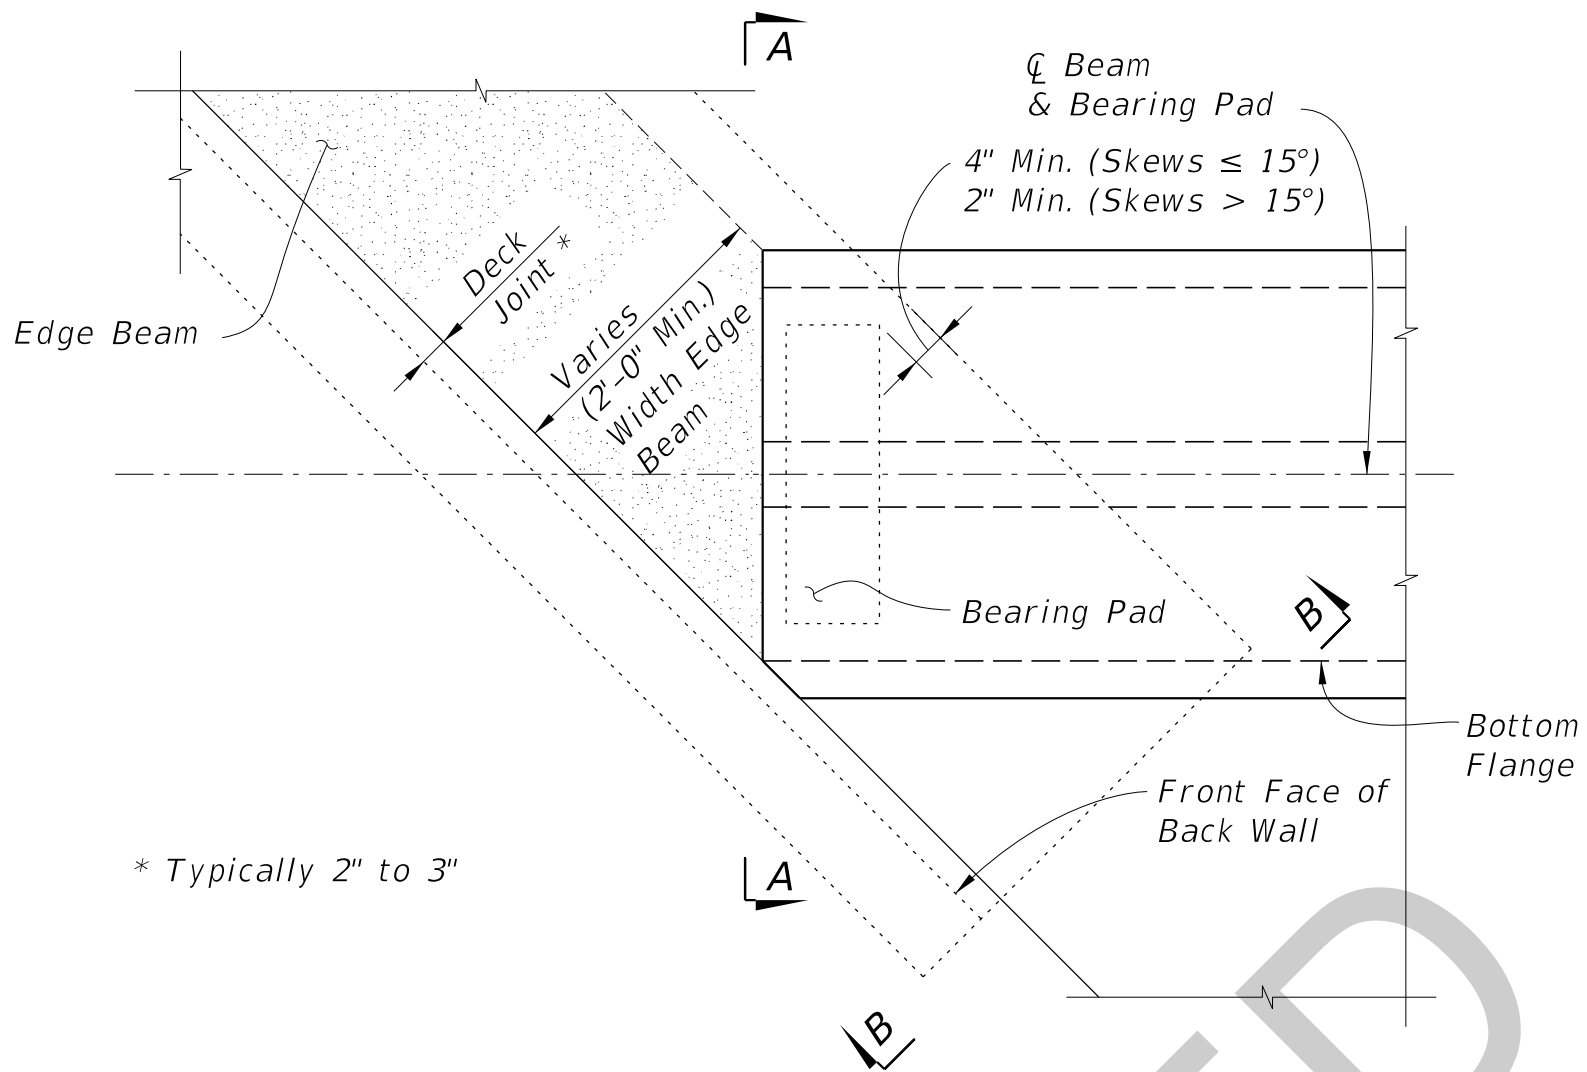 A
℄ Beam
& Bearing Pad
4" Min. (Skews ≤ 15°)
2" Min. (Skews > 15°)
Deck
Joint *
Edge Beam
Varies
(2'-0" Min.)
Width Edge
Beam
Bearing Pad
B
Bottom
Flange
Front Face of
Back Wall
* Typically 2" to 3"
A
B
D